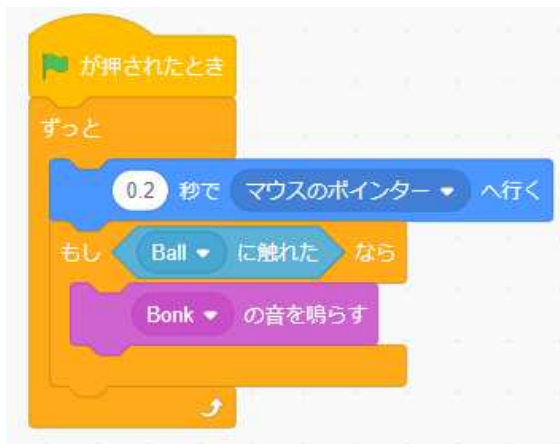 が押されたとき
ずっと
0.2 秒で マウスのポインター へ行く
もし Ball に触れた なら
Bonk の音を鳴らす